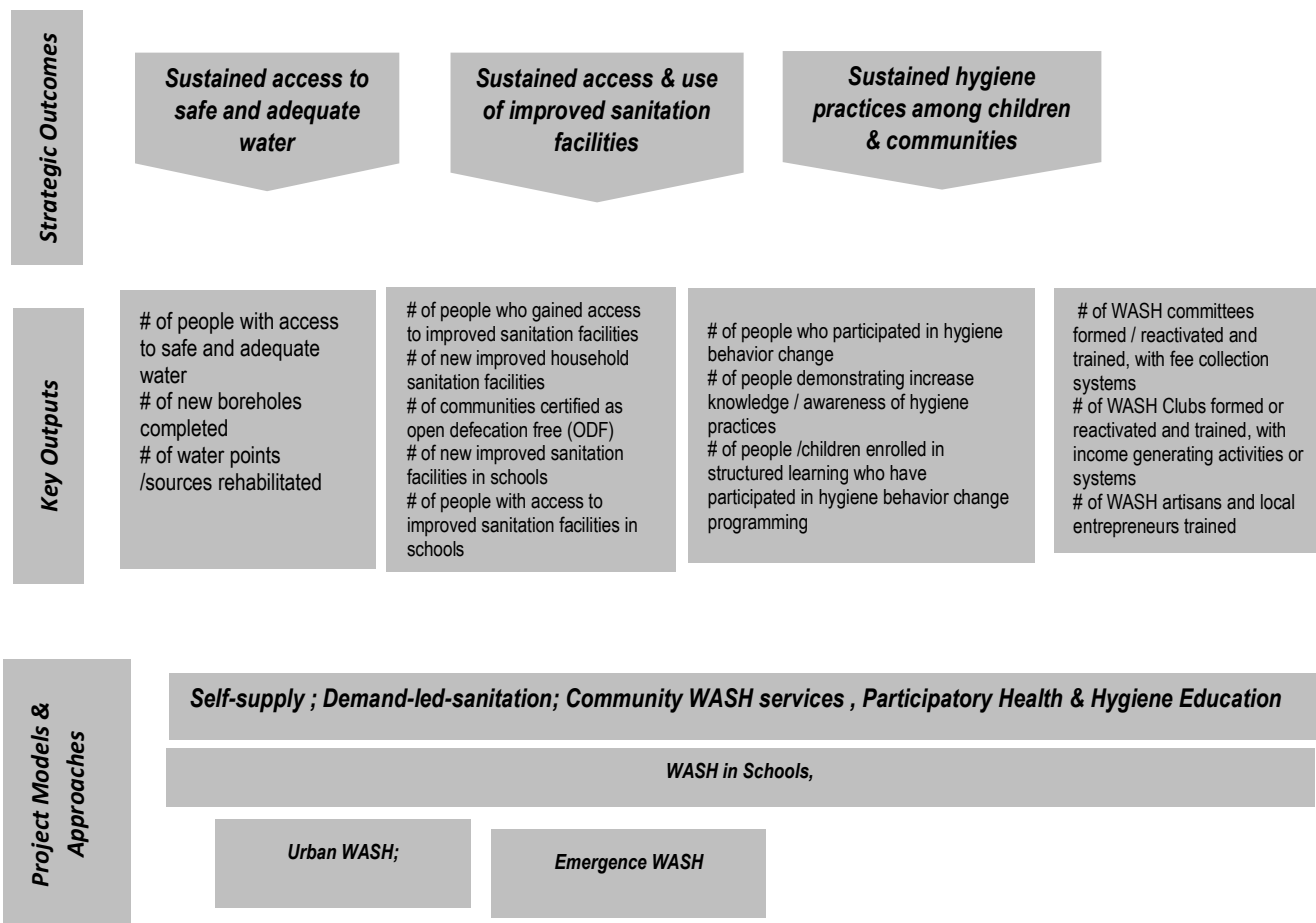 Strategic Outcomes
Sustained access to
safe and adequate
water
Sustained access & use
of improved sanitation
facilities
Sustained hygiene
practices among children
& communities
Key Outputs
# of people with access
to safe and adequate
water
# of new boreholes
completed
# of water points
/sources rehabilitated
# of people who gained access
to improved sanitation facilities
# of new improved household
sanitation facilities
# of communities certified as
open defecation free (ODF)
# of new improved sanitation
facilities in schools
# of people with access to
improved sanitation facilities in
schools
# of people who participated in hygiene
behavior change
# of people demonstrating increase
knowledge / awareness of hygiene
practices
# of people /children enrolled in
structured learning who have
participated in hygiene behavior change
programming
# of WASH committees
formed / reactivated and
trained, with fee collection
systems
# of WASH Clubs formed or
reactivated and trained, with
income generating activities or
systems
# of WASH artisans and local
entrepreneurs trained
Project Models &
Approaches
Self-supply ; Demand-led-sanitation; Community WASH services , Participatory Health & Hygiene Education
WASH in Schools,
Urban WASH;
Emergence WASH